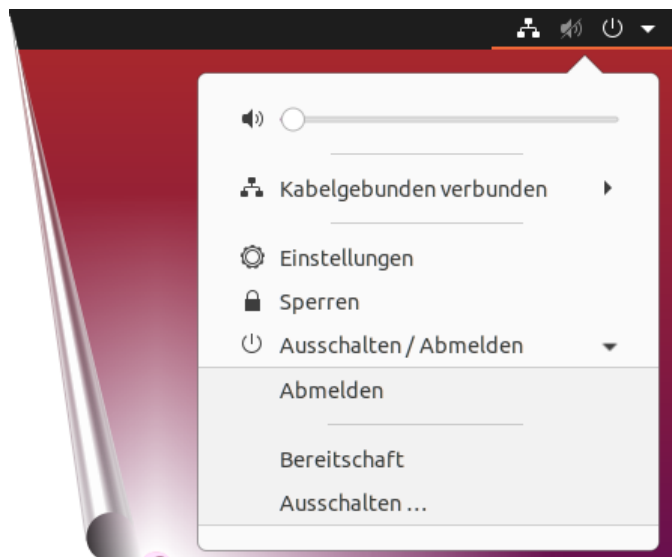 Kabelgebunden verbunden
Einstellungen
Sperren
Ausschalten / Abmelden
Abmelden
Bereitschaft
Ausschalten …